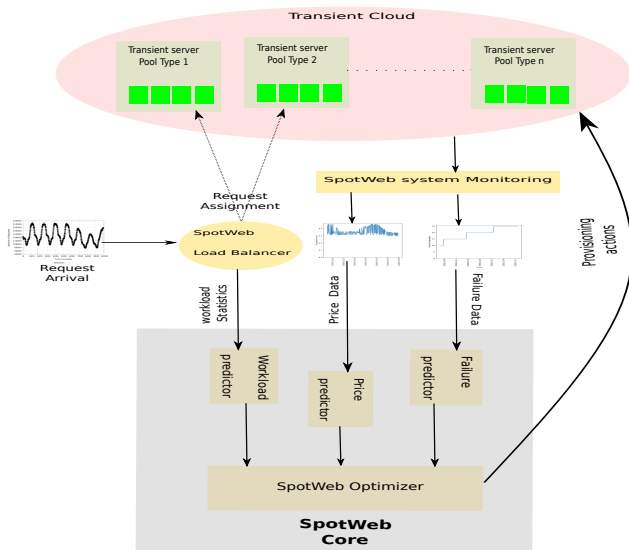 Transient Cloud
Transient server
Pool Type 1
Transient server
Pool Type 2
Transient server
Pool Type n
SpotWeb system Monitoring
Request
Assignment
SpotWeb
Load Balancer
Request
Arrival
Provisioning
actions
workload
Statistics
Price Data
Failure Data
Workload
predictor
Price
predictor
Failure
predictor
SpotWeb Optimizer
SpotWeb
Core